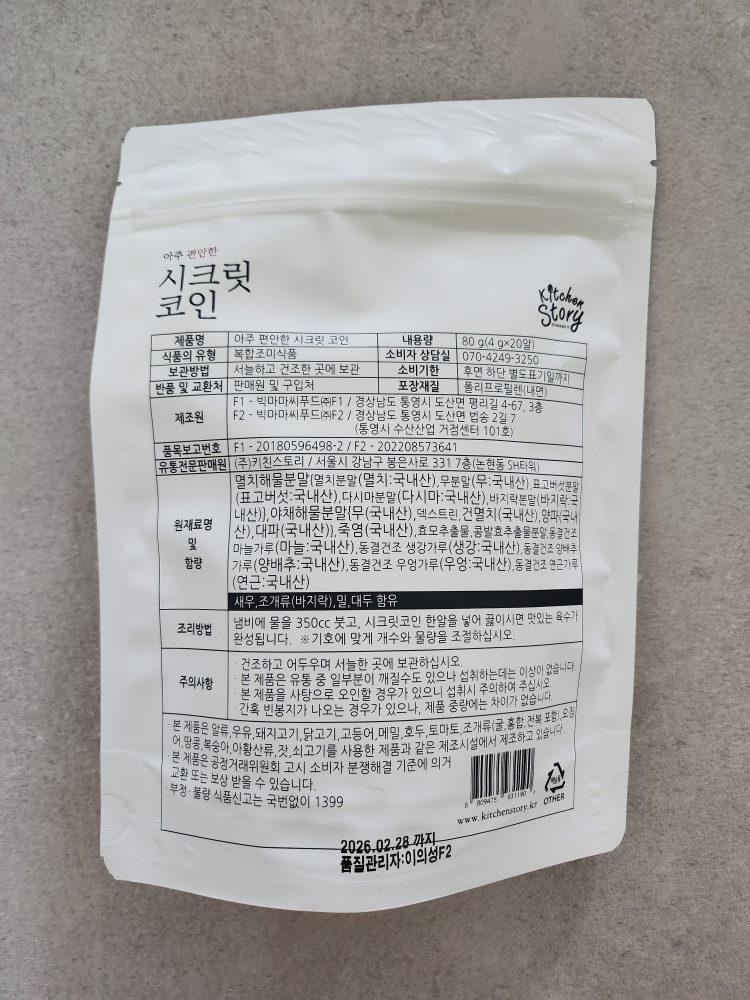 아주 편안한
시크릿
코인
Kitchen
Story
제품명 아주 편안한 시크릿 코인 내용량 80 g(4 g×20알)
식품의 유형 복합조미식품 소비자 상담실 070-4249-3250
보관방법 서늘하고 건조한 곳에 보관 소비기한 후면 하단 별도표기일까지
반품 및 교환처 판매원 및 구입처 포장재질 폴리프로필렌(내면)
제조원
F1 - 빅마마씨푸드㈜F1 / 경상남도 통영시 도산면 평리길 4-67, 3층
F2 - 빅마마씨푸드㈜F2 / 경상남도 통영시 도산면 법송 2길 7
(통영시 수산산업 거점센터 101호)
품목보고번호 F1 - 20180596498-2 / F2 - 202208573641
유통전문판매원 (주)키친스토리 / 서울시 강남구 봉은사로 331 7층(논현동 SH타워)
원재료명
및
함량
멸치해물분말{멸치분말(멸치:국내산),무분말(무:국내산),표고버섯분말
(표고버섯:국내산),다시마분말(다시마:국내산),바지락분말(바지락:국
내산)},야채해물분말{무(국내산),덱스트린,건멸치(국내산),양파(국내
산),대파(국내산)},죽염(국내산),효모추출물,콩발효추출물분말,동결건조
마늘가루(마늘:국내산),동결건조 생강가루(생강:국내산),동결건조 양배추
가루(양배추:국내산),동결건조 우엉가루(우엉:국내산),동결건조 연근가루
(연근:국내산)
새우,조개류(바지락),밀,대두 함유
조리방법
냄비에 물을 350cc 붓고, 시크릿코인 한알을 넣어 끓이시면 맛있는 육수가
완성됩니다. ※기호에 맞게 개수와 물량을 조절하십시오.
주의사항
· 건조하고 어두우며 서늘한 곳에 보관하십시오.
· 본 제품은 유통 중 일부분이 깨질수도 있으나 섭취하는데는 이상이 없습니다.
· 본 제품을 사탕으로 오인할 경우가 있으니 섭취시 주의하여 주십시오.
· 간혹 빈봉지가 나오는 경우가 있으나, 제품 중량에는 차이가 없습니다.
· 본 제품은 알류,우유,돼지고기,닭고기,고등어,메밀,호두,토마토,조개류(굴,홍합,전복 포함),오징
어,땅콩,복숭아,아황산류,잣,쇠고기를 사용한 제품과 같은 제조시설에서 제조하고 있습니다.
· 본 제품은 공정거래위원회 고시 소비자 분쟁해결 기준에 의거
교환 또는 보상 받을 수 있습니다.
· 부정·불량 식품신고는 국번없이 1399
8 809475 931190 >
OTHER
www.kitchenstory.kr
2026.02.28 까지
품질관리자:이의성F2